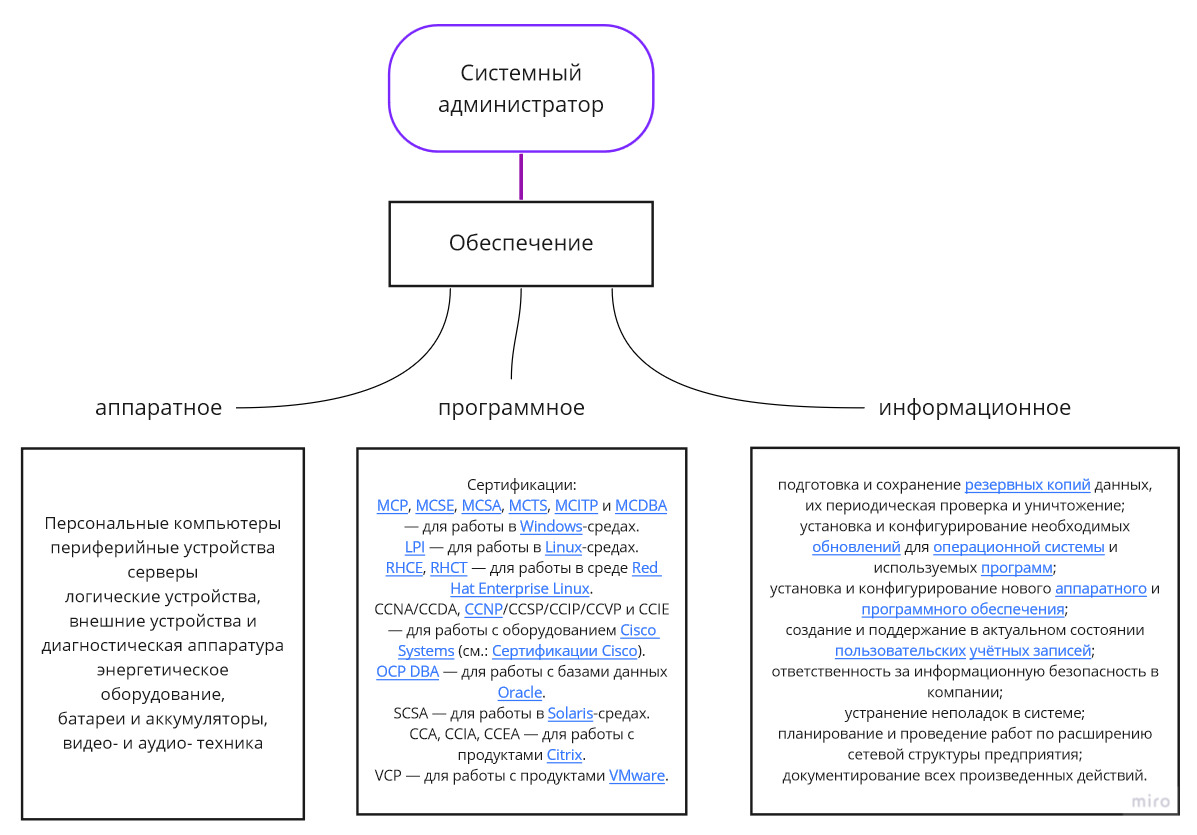 Системный
администратор
Обеспечение
аппаратное
программное
информационное
Персональные компьютеры
периферийные устройства
серверы
логические устройства,
внешние устройства и
диагностическая аппаратура
энергетическое
оборудование,
батареи и аккумуляторы,
видео- и аудио- техника
Сертификации:
MCP, MCSE, MCSA, MCTS, MCITP и MCDBA
— для работы в Windows-средах.
LPI — для работы в Linux-средах.
RHCE, RHCT — для работы в среде Red
Hat Enterprise Linux.
CCNA/CCDA, CCNP/CCSP/CCIP/CCVP и CCIE
— для работы с оборудованием Cisco
Systems (см.: Сертификации Cisco).
OCP DBA — для работы с базами данных
Oracle.
SCSA — для работы в Solaris-средах.
CCA, CCIA, CCEA — для работы с
продуктами Citrix.
VCP — для работы с продуктами VMware.
подготовка и сохранение резервных копий данных,
их периодическая проверка и уничтожение;
установка и конфигурирование необходимых
обновлений для операционной системы и
используемых программ;
установка и конфигурирование нового аппаратного и
программного обеспечения;
создание и поддержание в актуальном состоянии
пользовательских учётных записей;
ответственность за информационную безопасность в
компании;
устранение неполадок в системе;
планирование и проведение работ по расширению
сетевой структуры предприятия;
документирование всех произведенных действий.
miro